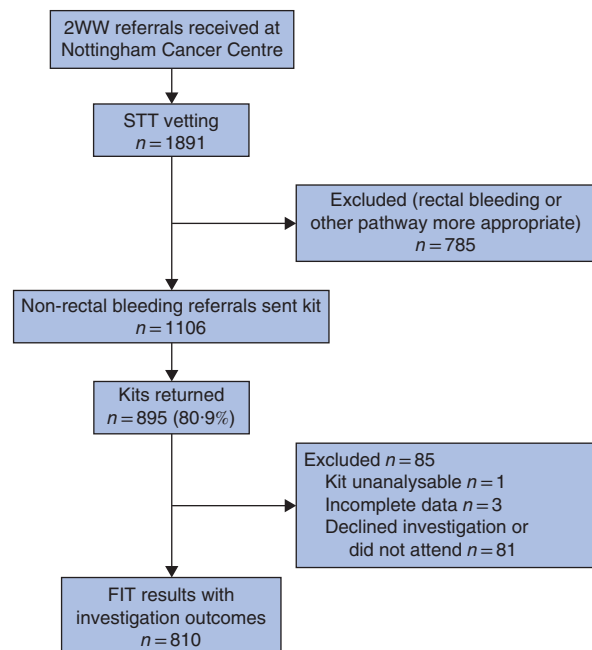 2WW referrals received at
Nottingham Cancer Centre
STT vetting
n = 1891
Excluded (rectal bleeding or
other pathway more appropriate)
n = 785
Non-rectal bleeding referrals sent kit
n = 1106
Kits returned
n = 895 (80·9%)
Excluded n = 85
Kit unanalysable n = 1
Incomplete data n = 3
Declined investigation or
did not attend n = 81
FIT results with
investigation outcomes
n = 810